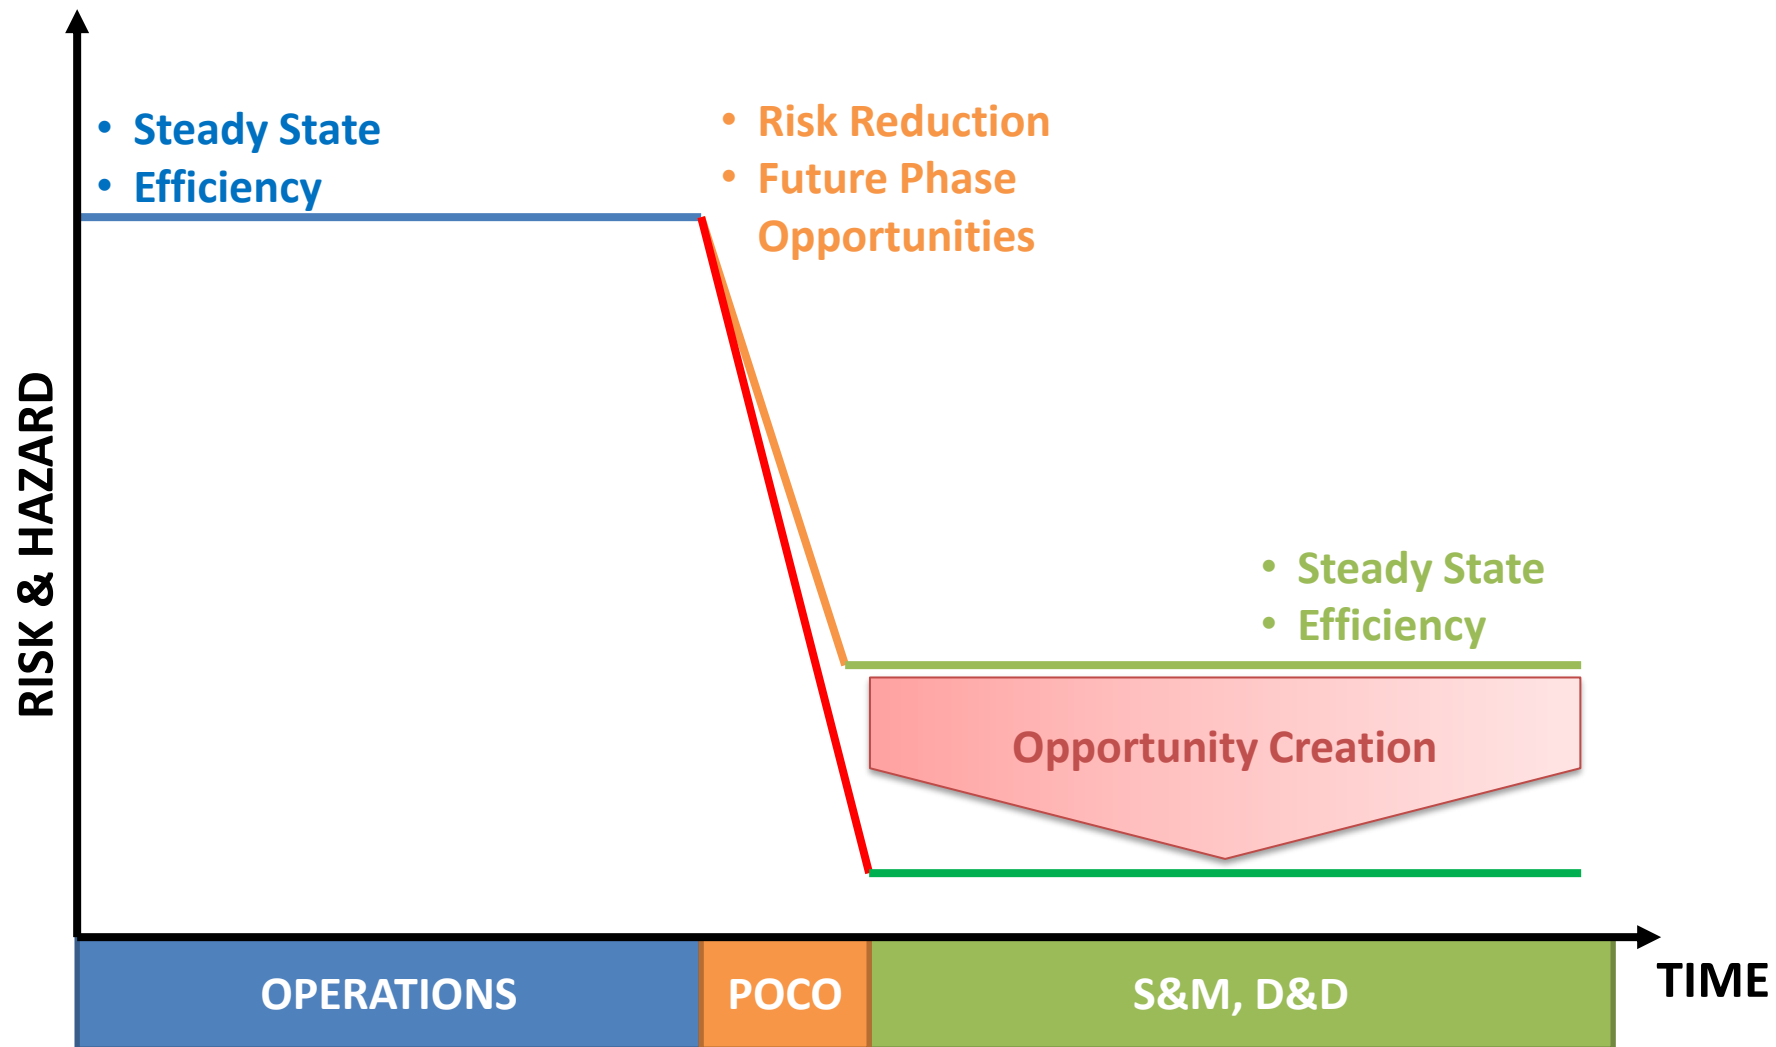 • Steady State
• Efficiency
• Risk Reduction
• Future Phase
Opportunities
RISK & HAZARD
• Steady State
• Efficiency
Opportunity Creation
OPERATIONS
POCO
S&M, D&D
TIME